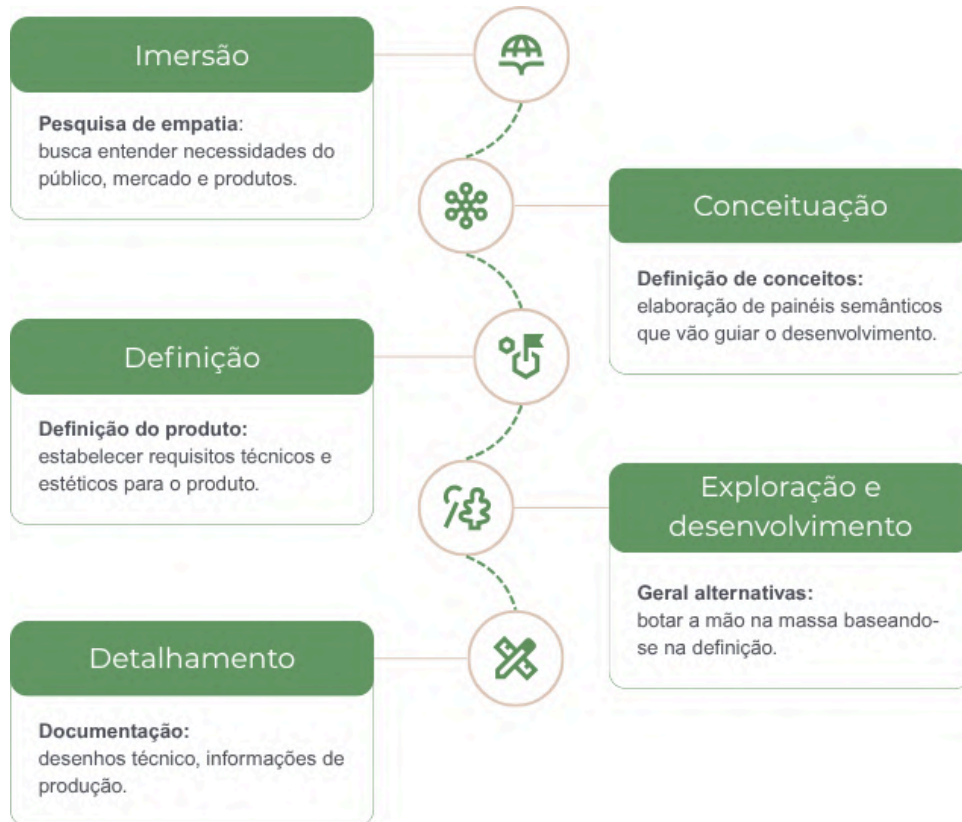 Imersão
Pesquisa de empatia:
busca entender necessidades do
público, mercado e produtos.
Conceituação
Definição de conceitos:
elaboração de painéis semânticos
que vão guiar o desenvolvimento.
Definição
Definição do produto:
estabelecer requisitos técnicos e
estéticos para o produto.
Exploração e
desenvolvimento
Geral alternativas:
botar a mão na massa baseando-
se na definição.
Detalhamento
Documentação:
desenhos técnico, informações de
produção.